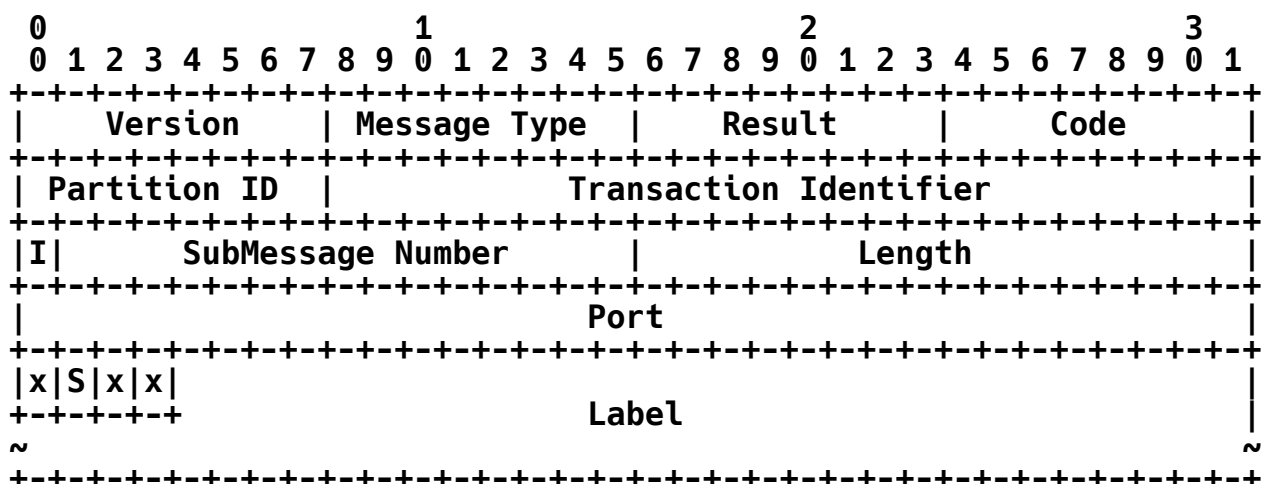 0                   1                   2                   3
 0 1 2 3 4 5 6 7 8 9 0 1 2 3 4 5 6 7 8 9 0 1 2 3 4 5 6 7 8 9 0 1
+-+-+-+-+-+-+-+-+-+-+-+-+-+-+-+-+-+-+-+-+-+-+-+-+-+-+-+-+-+-+-+-+
|    Version    | Message Type  |    Result     |     Code      |
+-+-+-+-+-+-+-+-+-+-+-+-+-+-+-+-+-+-+-+-+-+-+-+-+-+-+-+-+-+-+-+-+
| Partition ID  |            Transaction Identifier             |
+-+-+-+-+-+-+-+-+-+-+-+-+-+-+-+-+-+-+-+-+-+-+-+-+-+-+-+-+-+-+-+-+
|I|      SubMessage Number      |           Length              |
+-+-+-+-+-+-+-+-+-+-+-+-+-+-+-+-+-+-+-+-+-+-+-+-+-+-+-+-+-+-+-+-+
|                             Port                              |
+-+-+-+-+-+-+-+-+-+-+-+-+-+-+-+-+-+-+-+-+-+-+-+-+-+-+-+-+-+-+-+-+
|x|S|x|x|                                                       |
+-+-+-+-+                     Label                             |
~                                                               ~
+-+-+-+-+-+-+-+-+-+-+-+-+-+-+-+-+-+-+-+-+-+-+-+-+-+-+-+-+-+-+-+-+